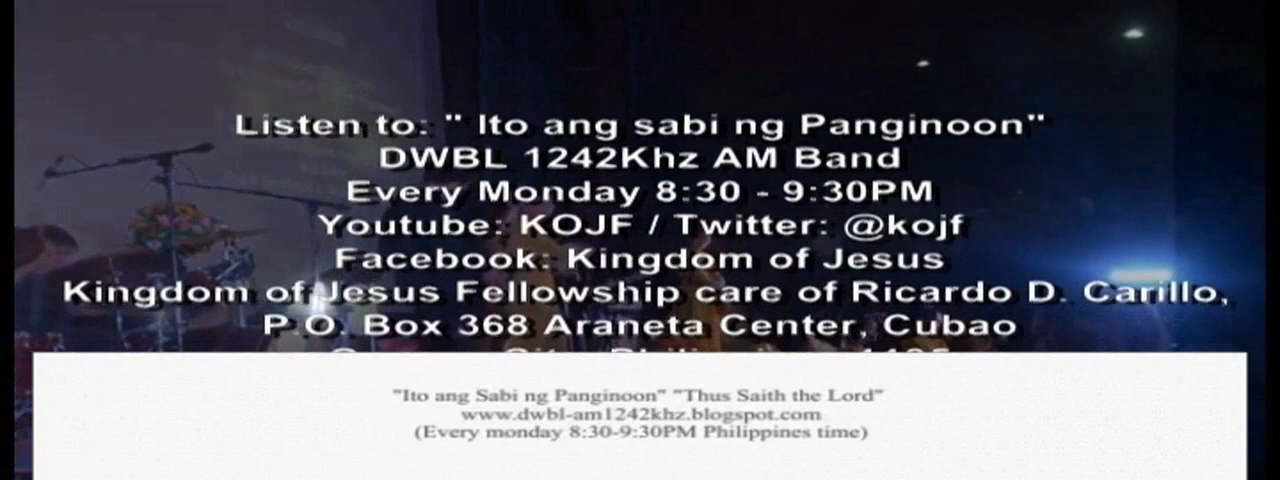 Listen to: " Ito ang sabi ng Panginoon"
DWBL 1242Khz AM Band
Every Monday 8:30 - 9:30PM
Youtube: KOJF / Twitter: @kojf
Facebook: Kingdom of Jesus
Kingdom of Jesus Fellowship care of Ricardo D. Carillo,
P.O. Box 368 Araneta Center, Cubao
"Ito ang Sabi ng Panginoon" "Thus Saith the Lord"
www.dwbl-am1242khz.blogspot.com
(Every monday 8:30-9:30PM Philippines time)